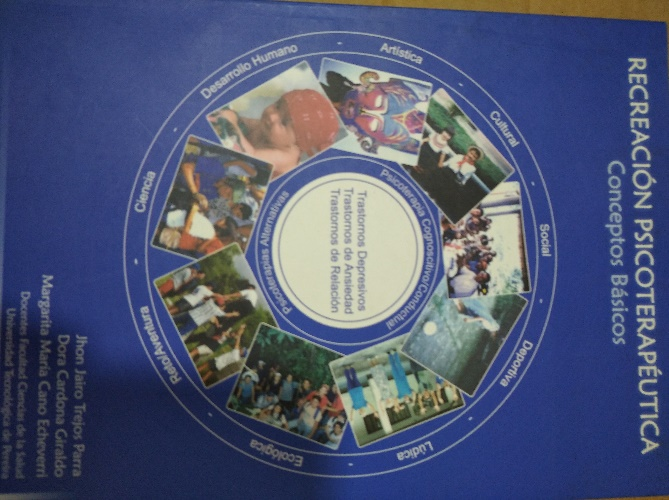 RECREACIÓN PSICOTERAPÉUTICA
Conceptos Básicos
Desarrollo Humano
Artística
Cultural
Social
Deportiva
Lúdica
Ecológica
Reto/Aventura
Ciencia
Psicoterapia Cognoscitivo/Conductual
Psicoterapias Alternativas
Trastornos Depresivos
Trastornos de Ansiedad
Trastornos de Relación
Jhon Jairo Trejos Parra
Dora Cardona Giraldo
Margarita María Cano Echeverri
Docentes Facultad Ciencias de la Salud
Universidad Tecnológica de Pereira